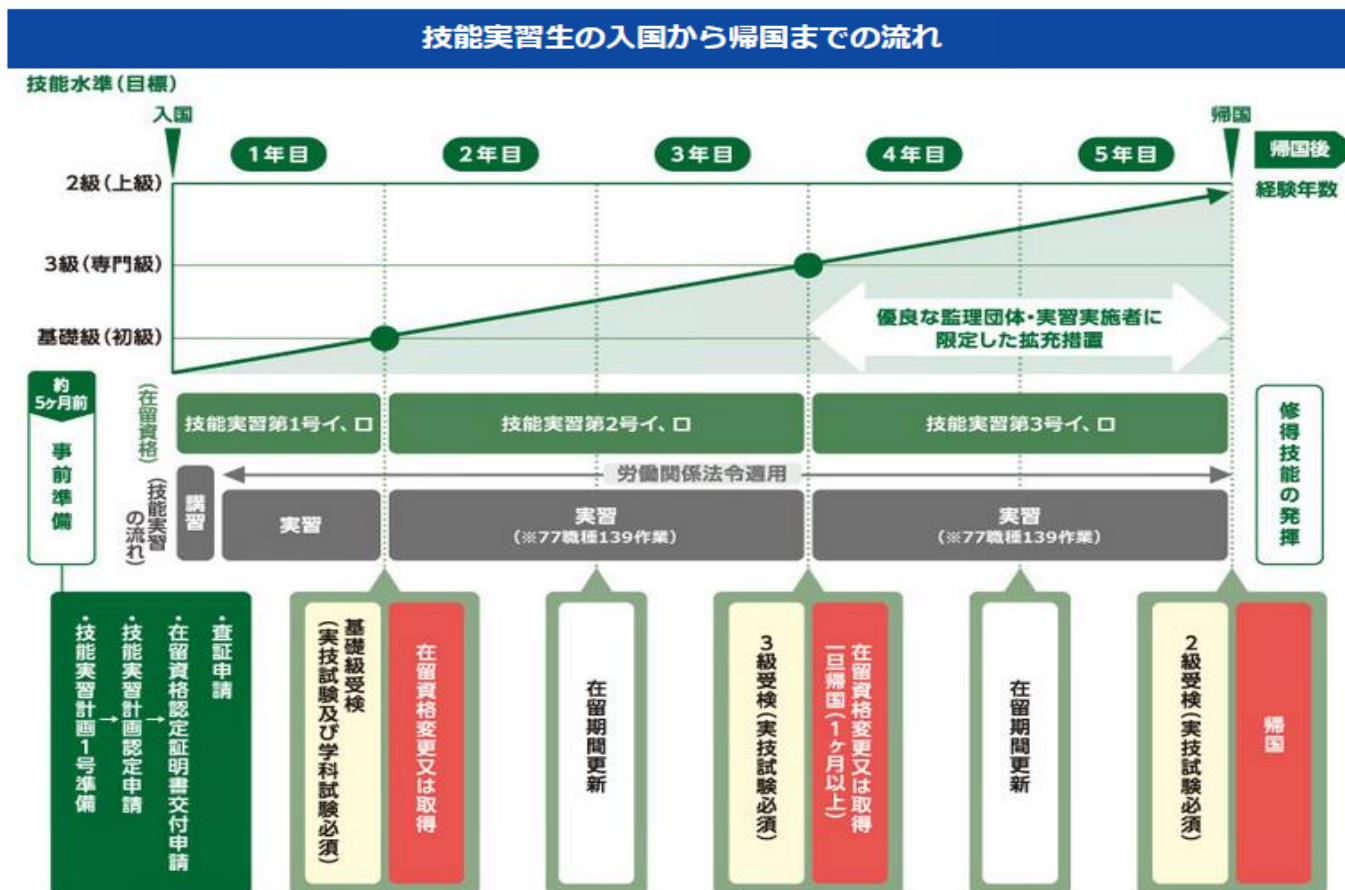 技能実習生の入国から帰国までの流れ
技能水準(目標)
入国
帰国
1年目
2年目
3年目
4年目
5年目
帰国後
2級(上級)
経験年数
3級(専門級)
基礎級(初級)
優良な監理団体・実習実施者に
限定した拡充措置
約
5ヶ月前
事前準備
(在留資格)
技能実習第1号イ、ロ
技能実習第2号イ、ロ
技能実習第3号イ、ロ
修得技能の発揮
労働関係法令適用
(技能実習
の流れ)
講習
実習
実習
(※77職種139作業)
実習
(※77職種139作業)
・技能実習計画1号準備
→
・技能実習計画認定申請
→
・在留資格認定証明書交付申請
・査証申請
基礎級受検
(実技試験及び学科試験必須)
在留資格変更又は取得
在留期間更新
3級受検(実技試験必須)
在留資格変更又は取得
一旦帰国(1ヶ月以上)
在留期間更新
2級受検(実技試験必須)
帰国